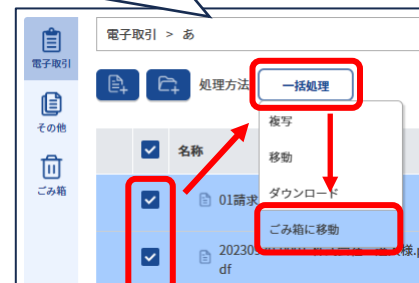 電子取引 > あ
電子取引
処理方法
一括処理
その他
複写
名称
移動
ごみ箱
01請求
ダウンロード
ごみ箱に移動
202309
様.p
df